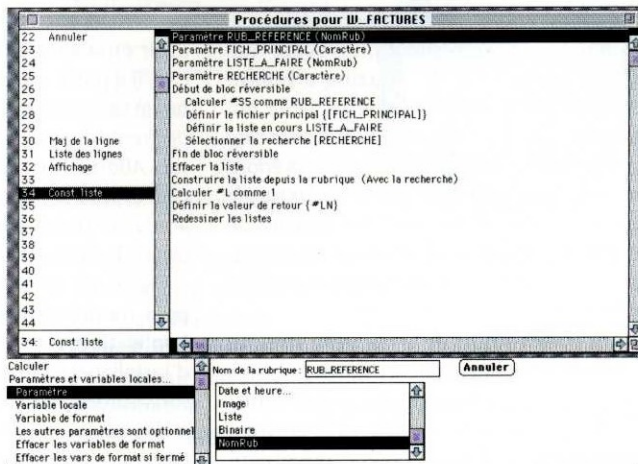 Procédures pour W_FACTURES
22 Annuler
23
24
25
26
27
28
29
30 Maj de la ligne
31 Liste des lignes
32 Affichage
33
34 Const. liste
35
36
37
38
39
40
41
42
43
44
34: Const. liste
Paramètre RUB_REFERENCE (NomRub)
Paramètre FICH_PRINCIPAL (Caractère)
Paramètre LISTE_A_FAIRE (NomRub)
Paramètre RECHERCHE (Caractère)
Début de bloc réversible
Calculer #S5 comme RUB_REFERENCE
Définir le fichier principal {[FICH_PRINCIPAL]}
Définir la liste en cours LISTE_A_FAIRE
Sélectionner la recherche [RECHERCHE]
Fin de bloc réversible
Effacer la liste
Construire la liste depuis la rubrique (Avec la recherche)
Calculer #L comme 1
Définir la valeur de retour {#LN}
Redessiner les listes
Calculer
Paramètres et variables locales...
Paramètre
Variable locale
Variable de format
Les autres paramètres sont optionnel
Effacer les variables de format
Effacer les vars de format si fermé
Nom de la rubrique : RUB_REFERENCE
Annuler
Date et heure...
Image
Liste
Binaire
NomRub